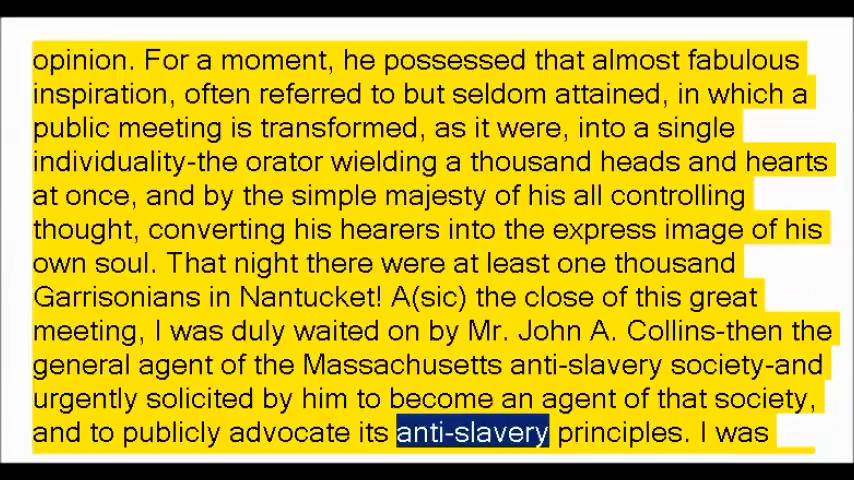 opinion. For a moment, he possessed that almost fabulous
inspiration, often referred to but seldom attained, in which a
public meeting is transformed, as it were, into a single
individuality-the orator wielding a thousand heads and hearts
at once, and by the simple majesty of his all controlling
thought, converting his hearers into the express image of his
own soul. That night there were at least one thousand
Garrisonians in Nantucket! A(sic) the close of this great
meeting, I was duly waited on by Mr. John A. Collins-then the
general agent of the Massachusetts anti-slavery society-and
urgently solicited by him to become an agent of that society,
and to publicly advocate its anti-slavery principles. I was